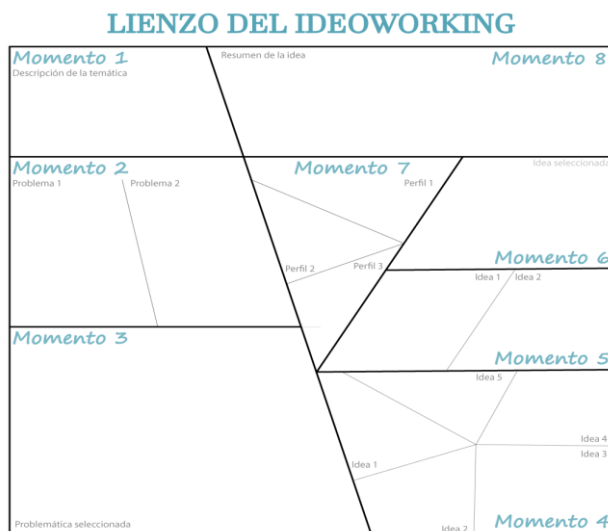 LIENZO DEL IDEOWORKING
Momento 1
Descripción de la temática
Resumen de la idea
Momento 8
Momento 2
Problema 1
Problema 2
Momento 7
Perfil 1
Perfil 2
Perfil 3
Idea seleccionada
Momento 6
Idea 1
Idea 2
Momento 5
Momento 3
Problemática seleccionada
Idea 5
Idea 4
Idea 3
Idea 1
Idea 2
Momento 4